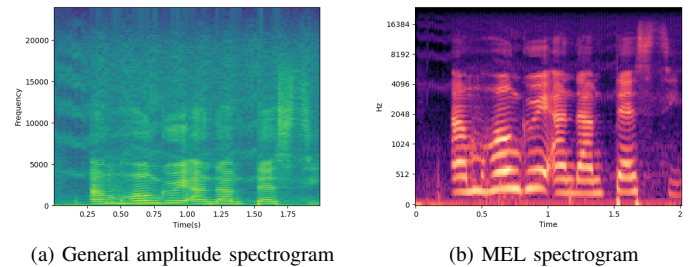 20000
15000
10000
5000
0
Frequency
0.25 0.50 0.75 1.00 1.25 1.50 1.75
Time(s)
(a) General amplitude spectrogram
16384
8192
4096
2048
1024
512
0
Hz
0 0.5 1 1.5 2
Time
(b) MEL spectrogram